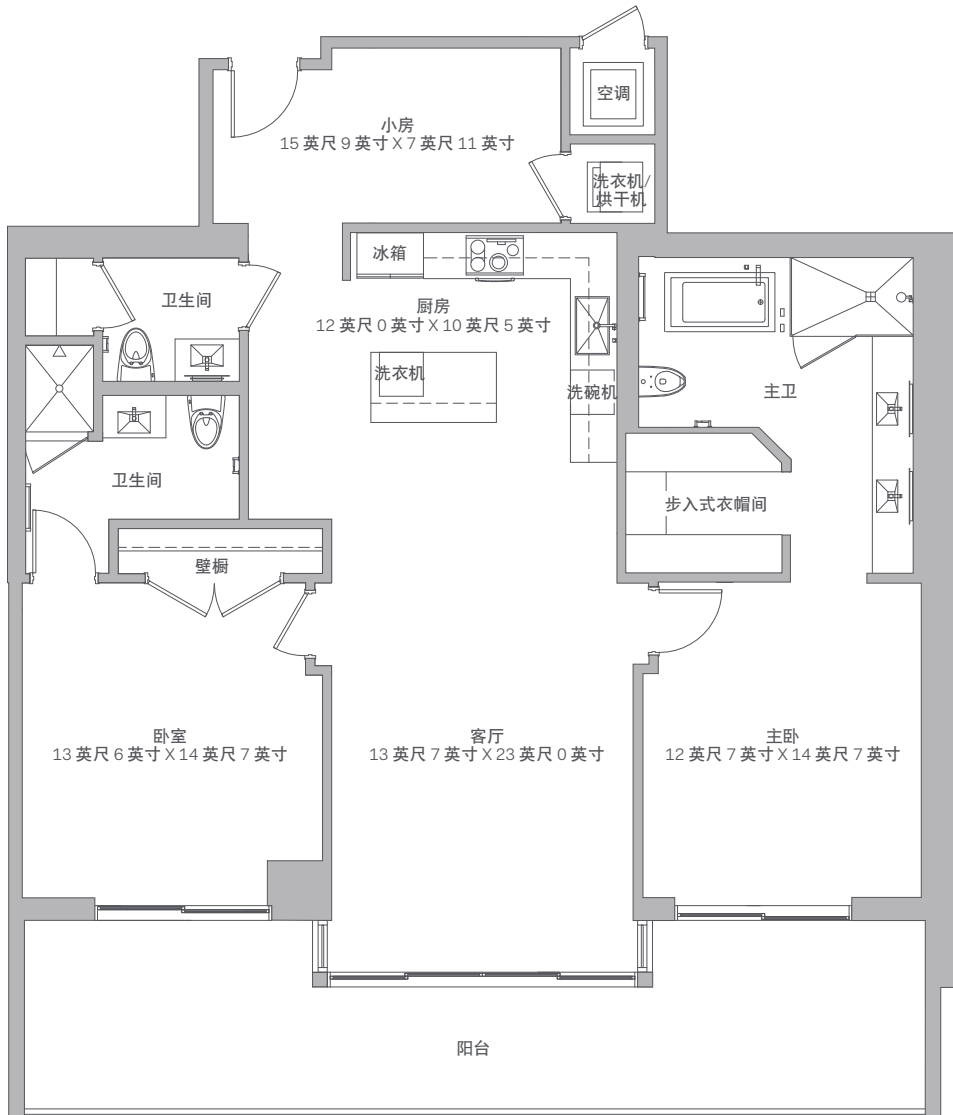 空调
小房
15 英尺 9 英寸 X 7 英尺 11 英寸
洗衣机/
烘干机
冰箱
卫生间
厨房
12 英尺 0 英寸 X 10 英尺 5 英寸
洗衣机
洗碗机
主卫
卫生间
步入式衣帽间
壁橱
卧室
13 英尺 6 英寸 X 14 英尺 7 英寸
客厅
13 英尺 7 英寸 X 23 英尺 0 英寸
主卧
12 英尺 7 英寸 X 14 英尺 7 英寸
阳台